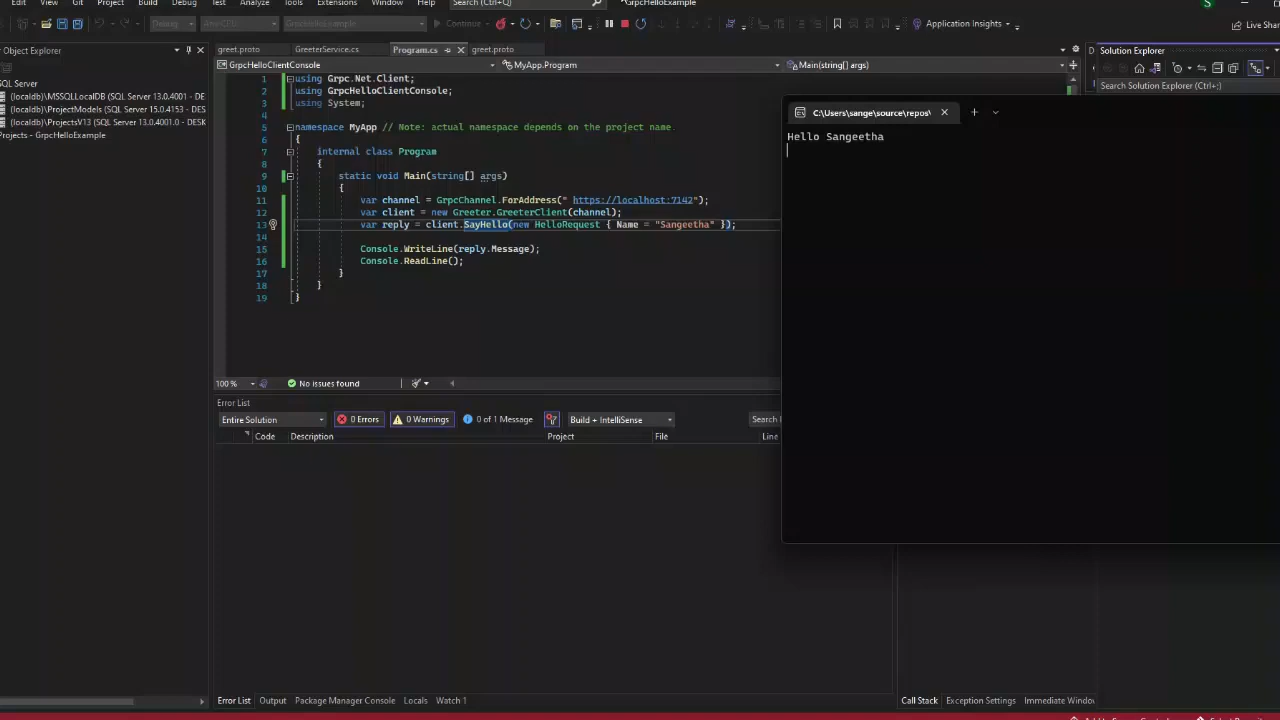 Edit View Git Project Build Debug Test Analyze Tools Extensions Window Help Search (Ctrl+Q) GrpcHelloExample S
Debug Any CPU GrpcHelloExample Continue Application Insights Live Share
Object Explorer
SQL Server
(localdb)\MSSQLLocalDB (SQL Server 13.0.4001 - DESK
(localdb)\ProjectModels (SQL Server 15.0.4153 - DESK
(localdb)\ProjectsV13 (SQL Server 13.0.4001.0 - DESK
Projects - GrpcHelloExample
greet.proto GreeterService.cs Program.cs greet.proto
GrpcHelloClientConsole MyApp.Program Main(string[] args)
1 using Grpc.Net.Client;
2 using GrpcHelloClientConsole;
3 using System;
4
5 namespace MyApp // Note: actual namespace depends on the project name.
6 {
7 internal class Program
8 {
9 static void Main(string[] args)
10 {
11 var channel = GrpcChannel.ForAddress(" https://localhost:7142");
12 var client = new Greeter.GreeterClient(channel);
13 var reply = client.SayHello(new HelloRequest { Name = "Sangeetha" });
14
15 Console.WriteLine(reply.Message);
16 Console.ReadLine();
17 }
18 }
19 }
100 % No issues found
Error List
Entire Solution 0 Errors 0 Warnings 0 of 1 Message Build + IntelliSense Search
Code Description Project File Line
Error List Output Package Manager Console Locals Watch 1
Solution Explorer
Search Solution Explorer (Ctrl+;)
C:\Users\sange\source\repos\
Hello Sangeetha
Call Stack Exception Settings Immediate Window